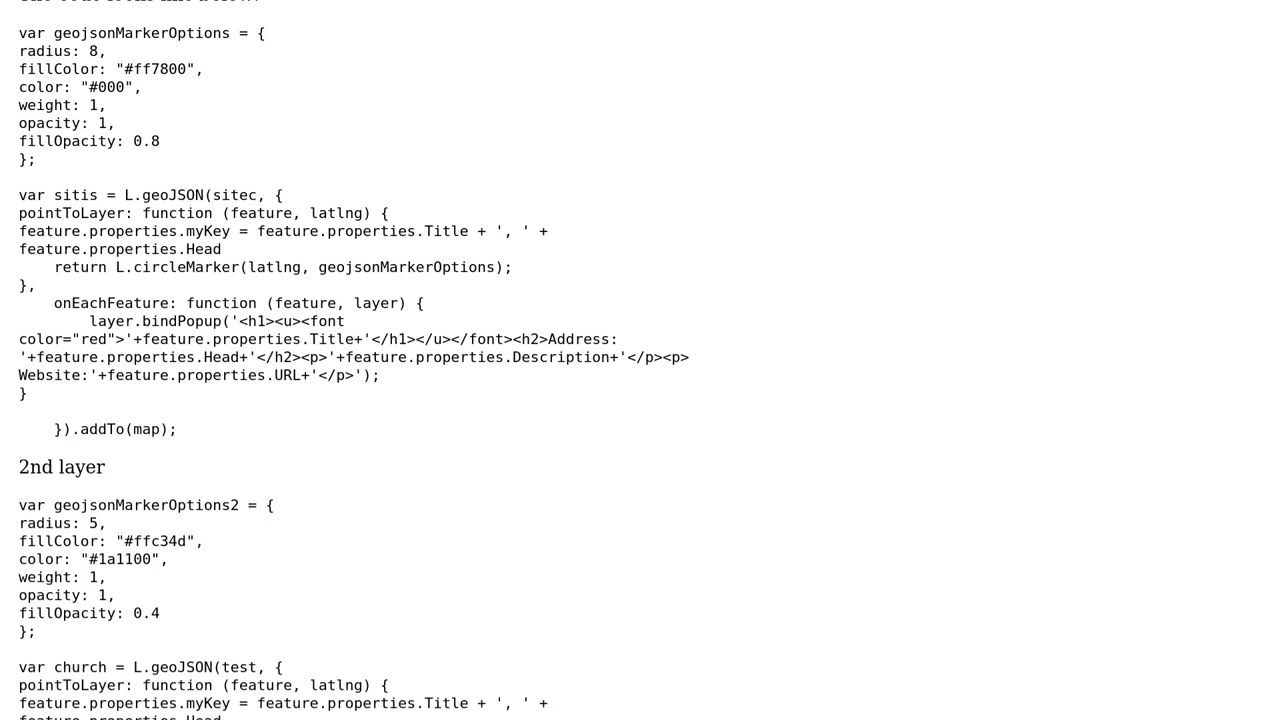 var geojsonMarkerOptions = {
radius: 8,
fillColor: "#ff7800",
color: "#000",
weight: 1,
opacity: 1,
fillOpacity: 0.8
};
var sitis = L.geoJSON(sitec, {
pointToLayer: function (feature, latlng) {
feature.properties.myKey = feature.properties.Title + ', ' +
feature.properties.Head
    return L.circleMarker(latlng, geojsonMarkerOptions);
},
    onEachFeature: function (feature, layer) {
        layer.bindPopup('<h1><u><font
color="red">'+feature.properties.Title+'</h1></u></font><h2>Address:
'+feature.properties.Head+'</h2><p>'+feature.properties.Description+'</p><p>
Website:'+feature.properties.URL+'</p>');
}
    }).addTo(map);
2nd layer
var geojsonMarkerOptions2 = {
radius: 5,
fillColor: "#ffc34d",
color: "#1a1100",
weight: 1,
opacity: 1,
fillOpacity: 0.4
};
var church = L.geoJSON(test, {
pointToLayer: function (feature, latlng) {
feature.properties.myKey = feature.properties.Title + ', ' +
feature.properties.Head